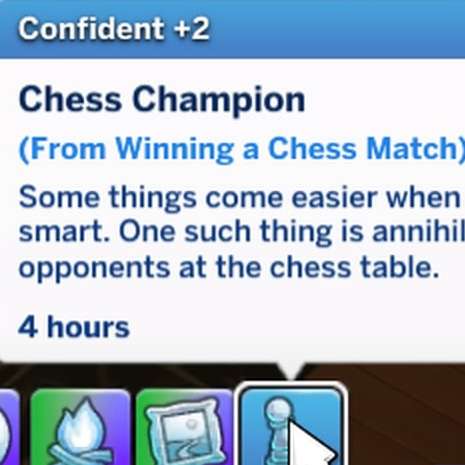 Confident +2
Chess Champion
(From Winning a Chess Match)
Some things come easier when
smart. One such thing is annihil
opponents at the chess table.
4 hours